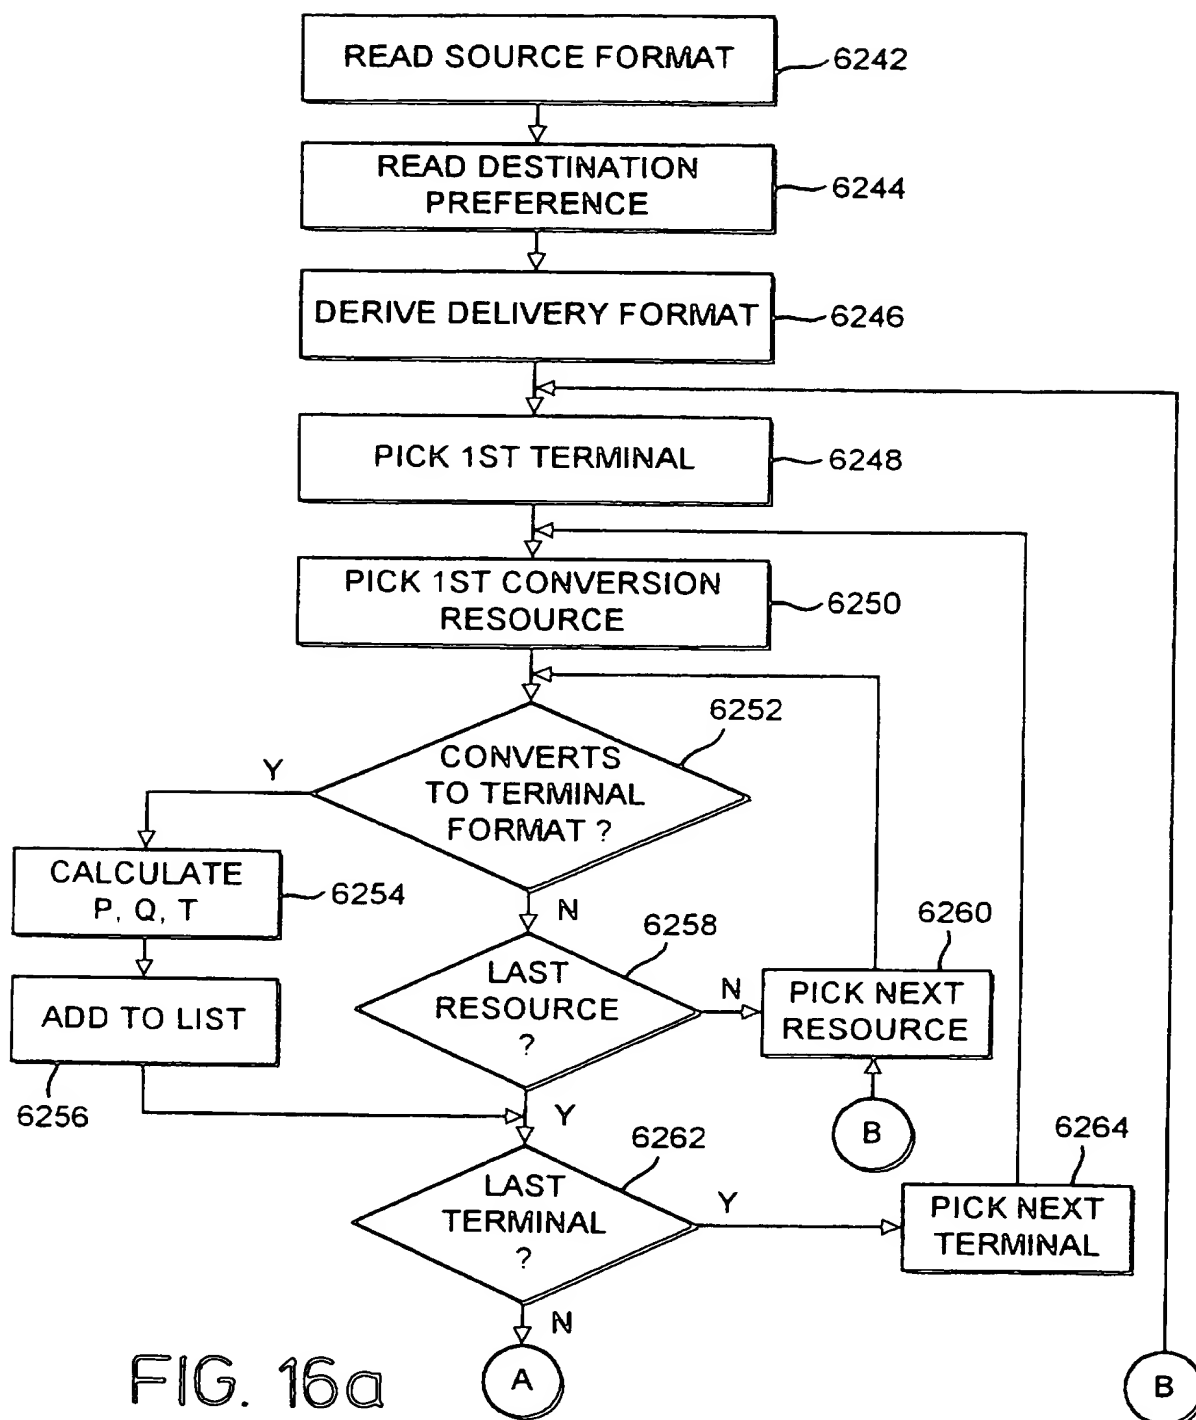 READ SOURCE FORMAT
6242
READ DESTINATION
PREFERENCE
6244
DERIVE DELIVERY FORMAT
6246
PICK 1ST TERMINAL
6248
PICK 1ST CONVERSION
RESOURCE
6250
6252
CONVERTS
TO TERMINAL
FORMAT ?
Y
N
CALCULATE
P, Q, T
6254
ADD TO LIST
6256
6258
LAST
RESOURCE
?
N
Y
6260
PICK NEXT
RESOURCE
B
6262
LAST
TERMINAL
?
Y
N
6264
PICK NEXT
TERMINAL
A
B
FIG. 16a